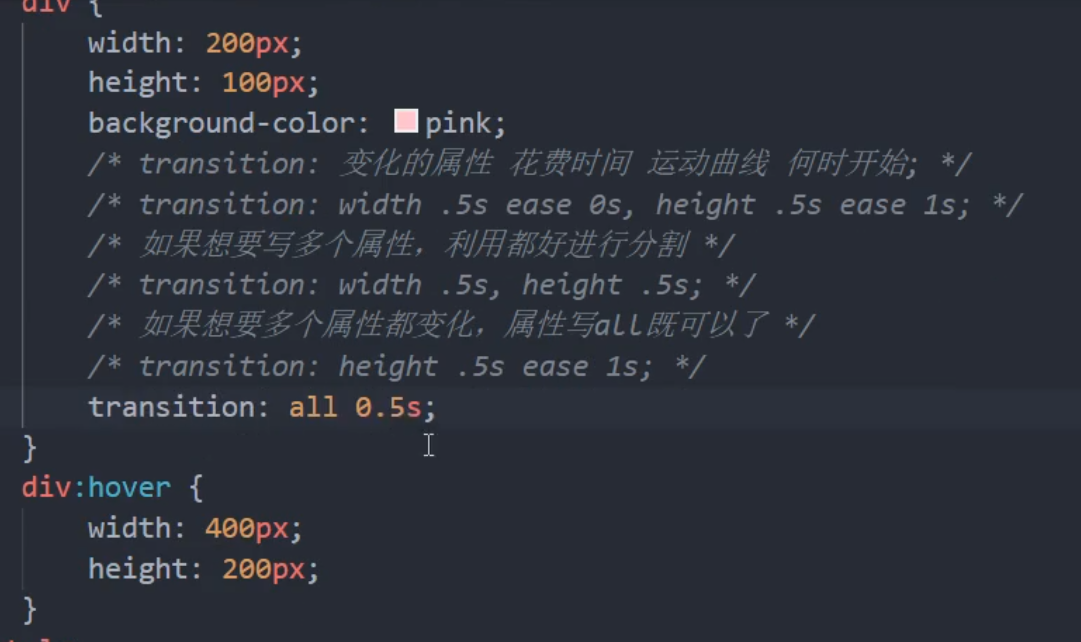 div {
width: 200px;
height: 100px;
background-color: pink;
/* transition: 变化的属性 花费时间 运动曲线 何时开始; */
/* transition: width .5s ease 0s, height .5s ease 1s; */
/* 如果想要写多个属性，利用都好进行分割 */
/* transition: width .5s, height .5s; */
/* 如果想要多个属性都变化，属性写all既可以了 */
/* transition: height .5s ease 1s; */
transition: all 0.5s;
}
div:hover {
width: 400px;
height: 200px;
}